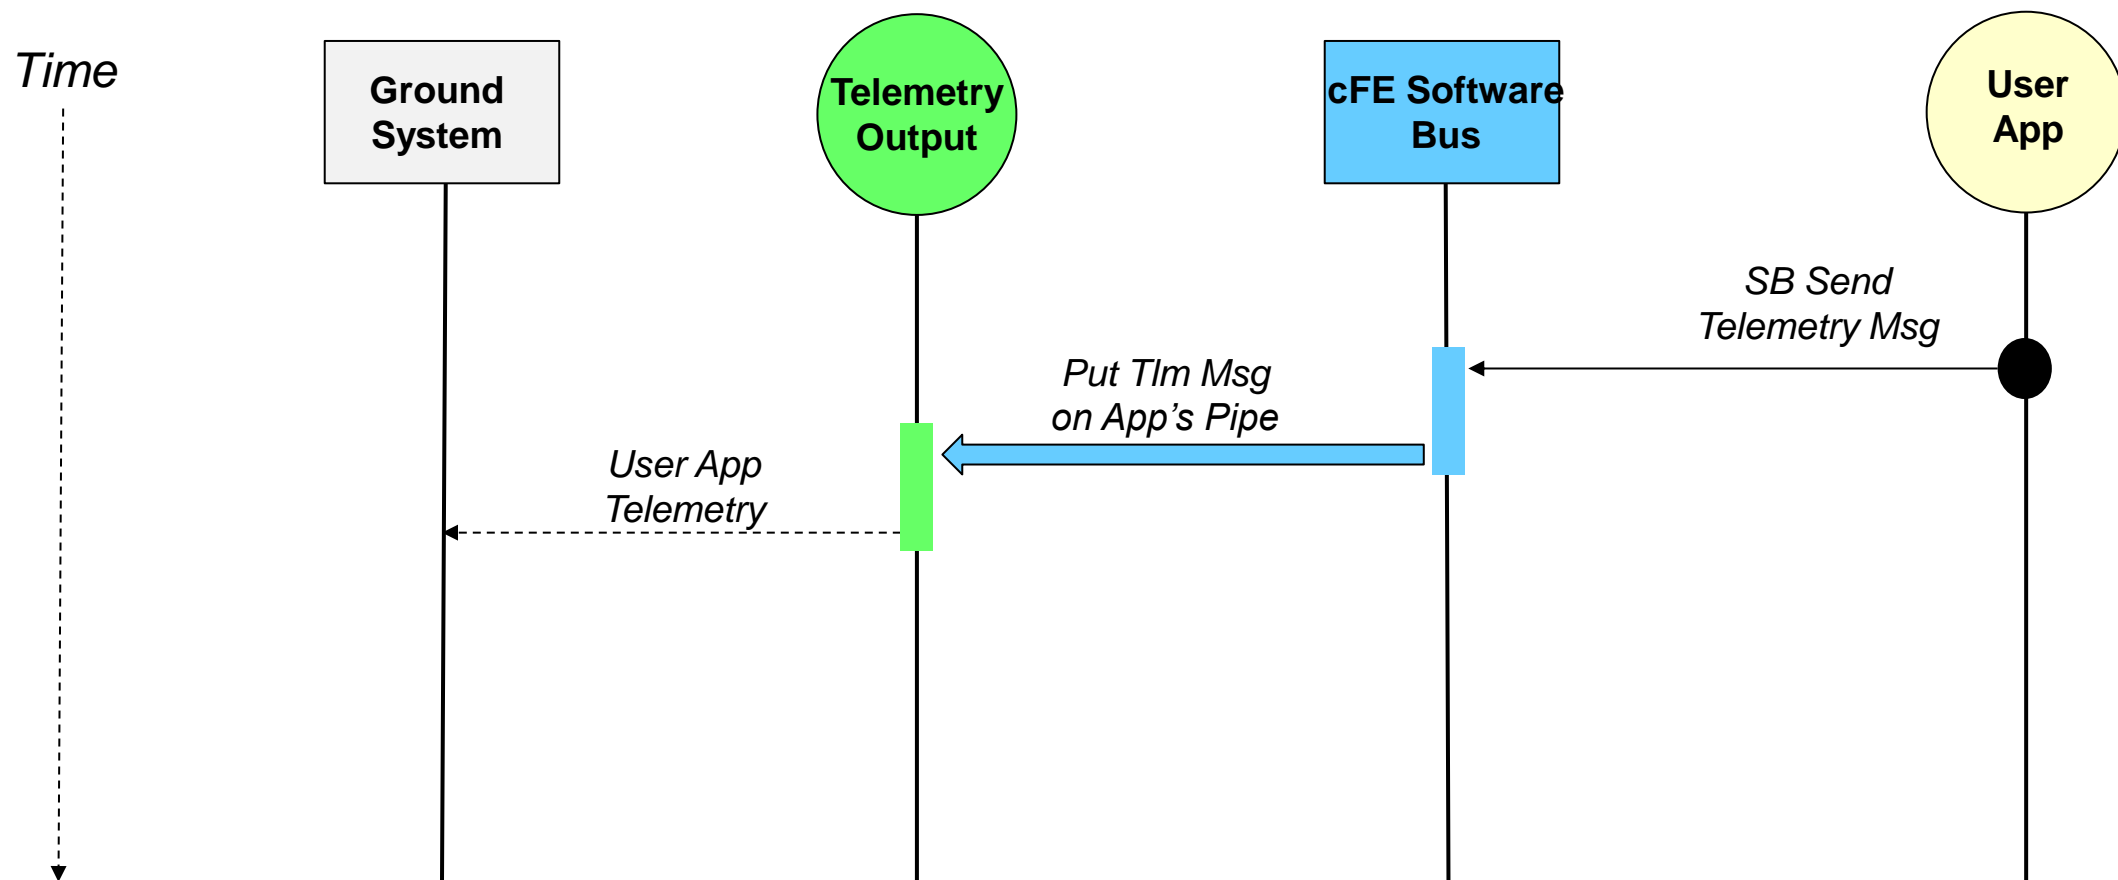 Time
Ground
System
Telemetry
Output
cFE Software
Bus
User
App
SB Send
Telemetry Msg
Put Tlm Msg
on App’s Pipe
User App
Telemetry